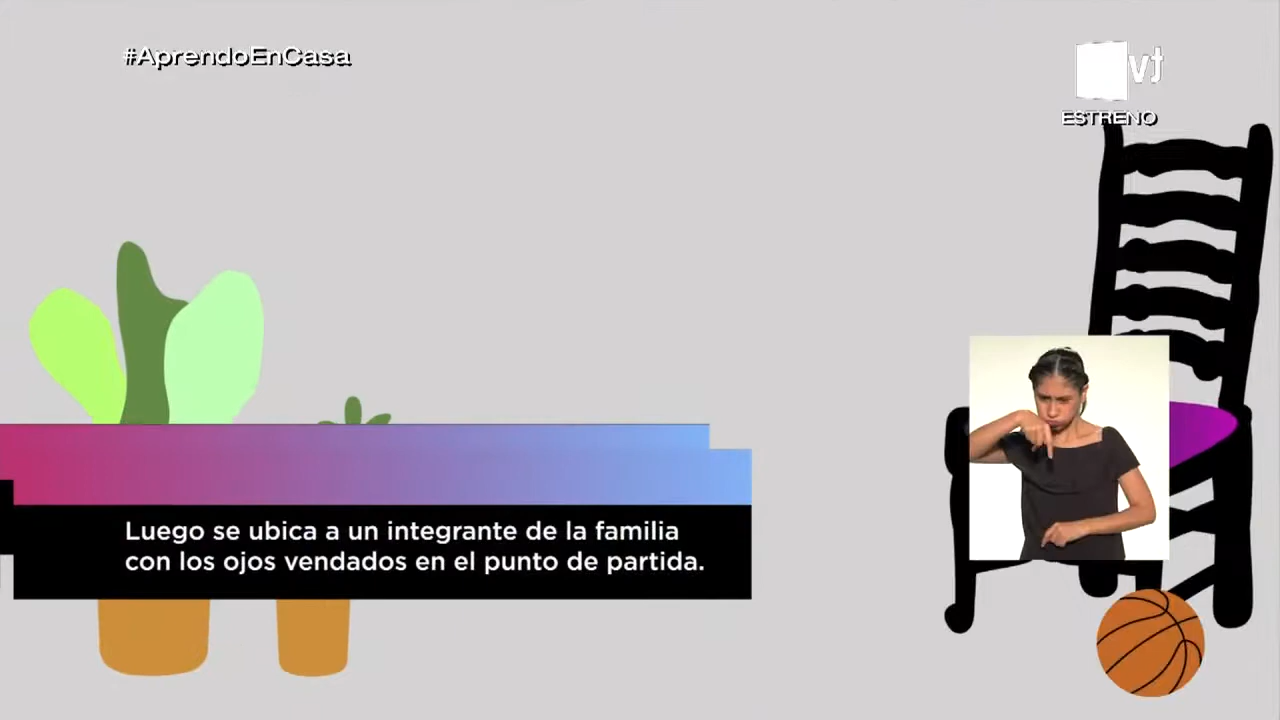 #AprendoEnCasa
vt
ESTRENO
Luego se ubica a un integrante de la familia
con los ojos vendados en el punto de partida.